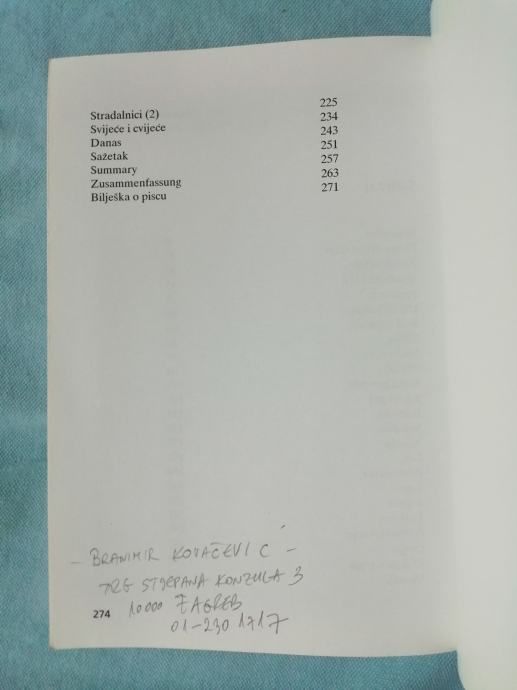 Stradalnici (2) 225
Svijeće i cvijeće 234
Danas 243
Sažetak 251
Summary 257
Zusammenfassung 263
Bilješka o piscu 271
- BRANIMIR KOVAČEVIĆ -
TRG STJEPANA KONZULA 3
10000 ZAGREB
01-230 1717
274